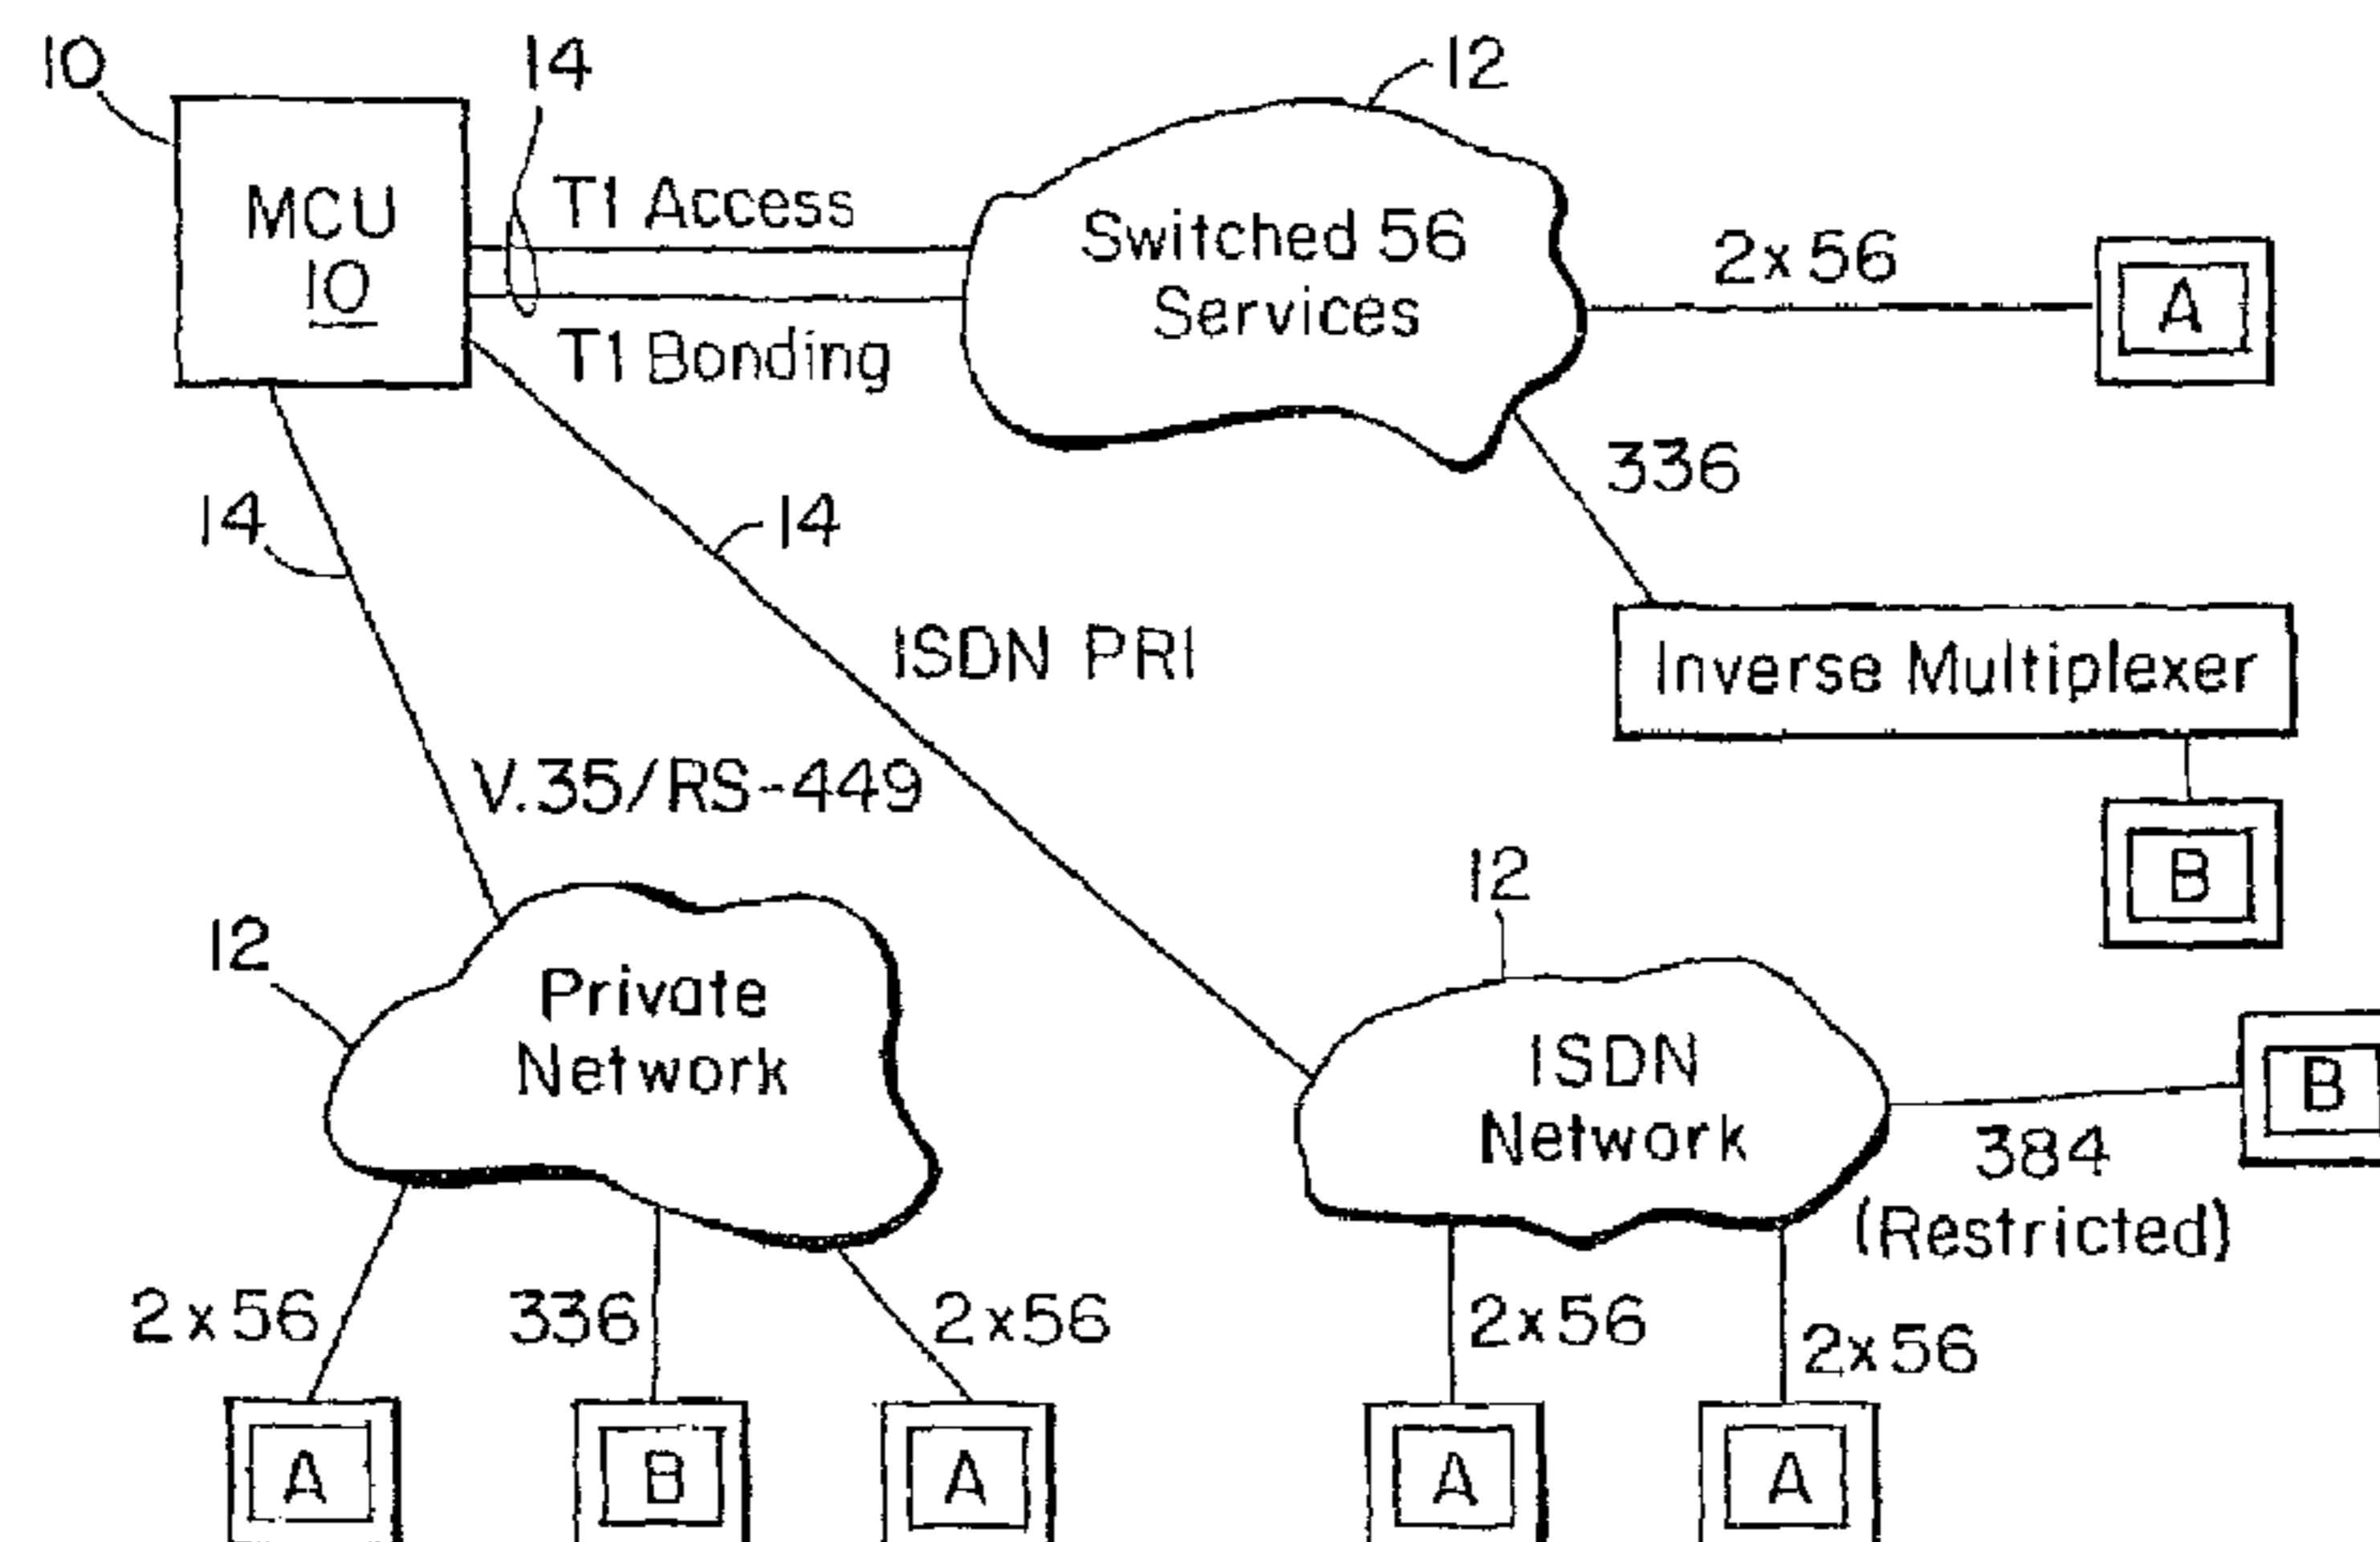 10
14
12
MCU
10
T1 Access
T1 Bonding
Switched 56
Services
2x56
A
336
14
14
ISDN PRI
Inverse Multiplexer
V.35/RS-449
B
12
12
Private
Network
ISDN
Network
B
384
(Restricted)
2x56
336
2x56
2x56
2x56
A
B
A
A
A